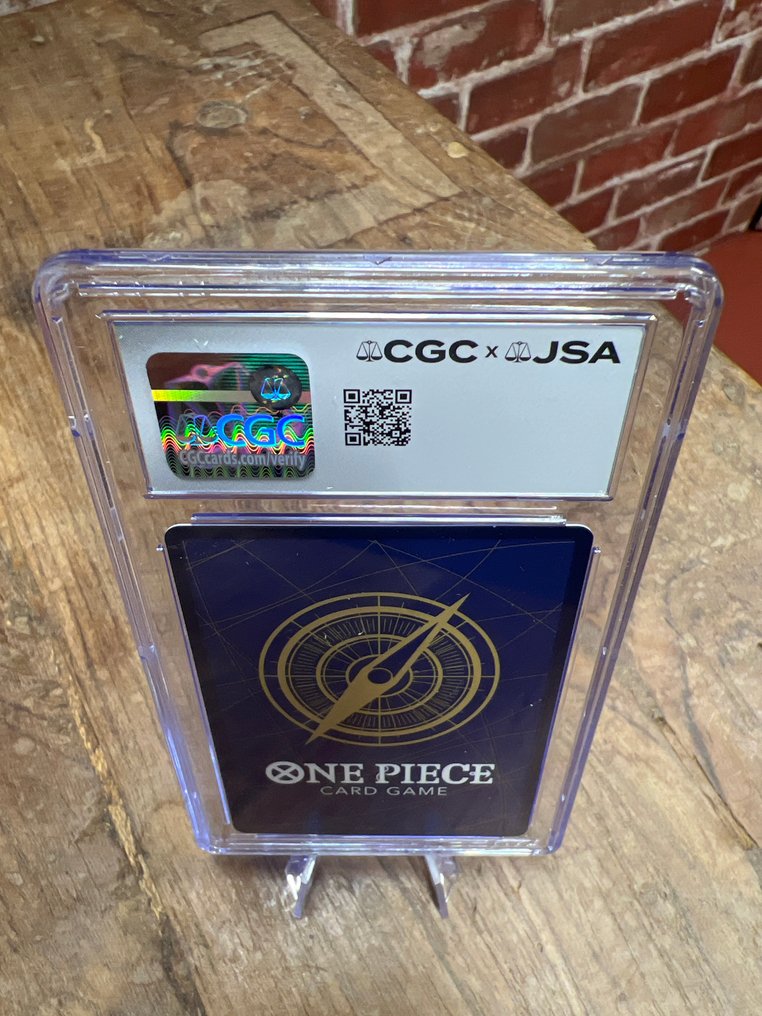 CGC x JSA
CGC
CGCcards.com/verify
ONE PIECE
CARD GAME